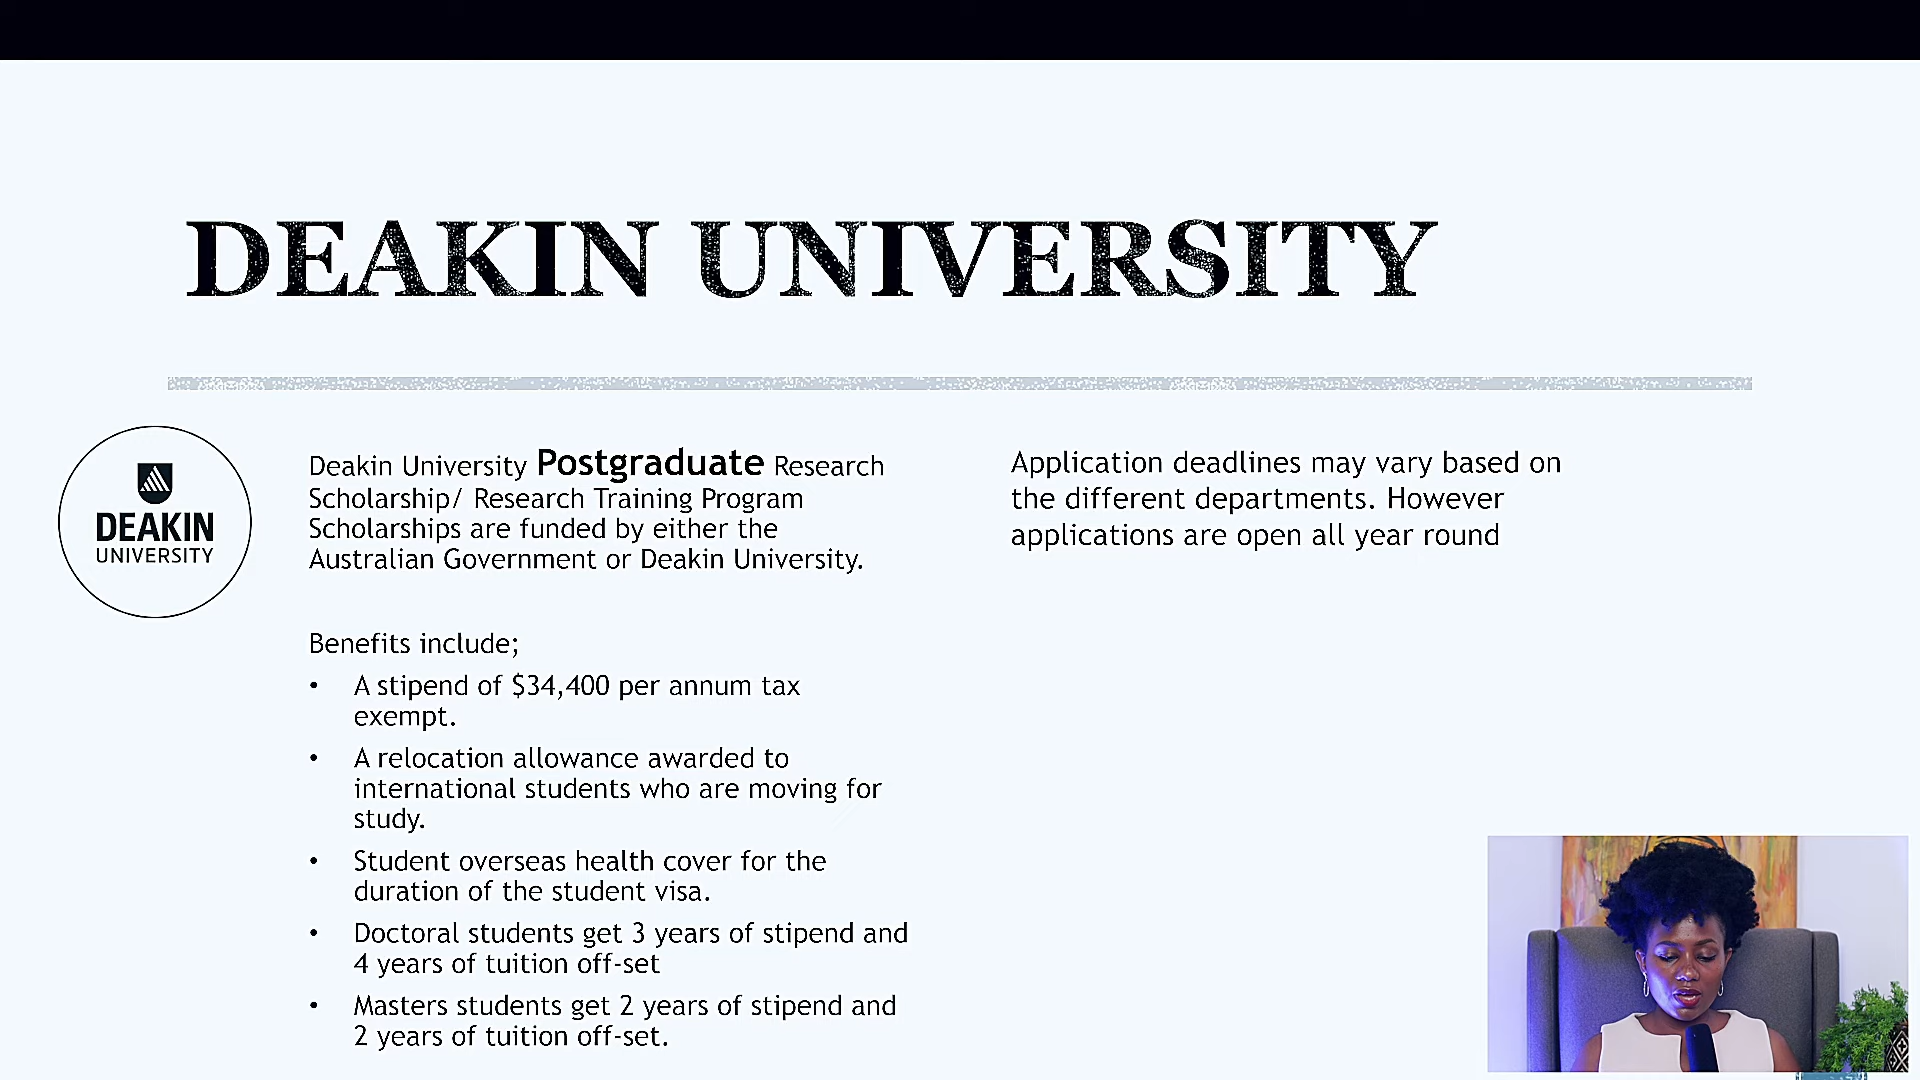 DEAKIN UNIVERSITY
DEAKIN
UNIVERSITY
Deakin University Postgraduate Research
Scholarship/ Research Training Program
Scholarships are funded by either the
Australian Government or Deakin University.
Benefits include;
• A stipend of $34,400 per annum tax
exempt.
• A relocation allowance awarded to
international students who are moving for
study.
• Student overseas health cover for the
duration of the student visa.
• Doctoral students get 3 years of stipend and
4 years of tuition off-set
• Masters students get 2 years of stipend and
2 years of tuition off-set.
Application deadlines may vary based on
the different departments. However
applications are open all year round